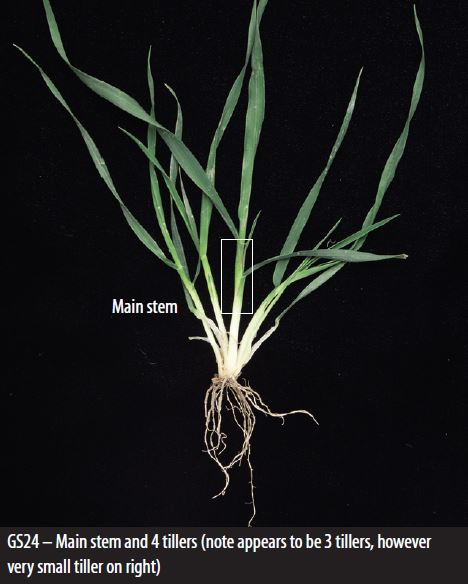 Main stem
GS24 – Main stem and 4 tillers (note appears to be 3 tillers, however
very small tiller on right)